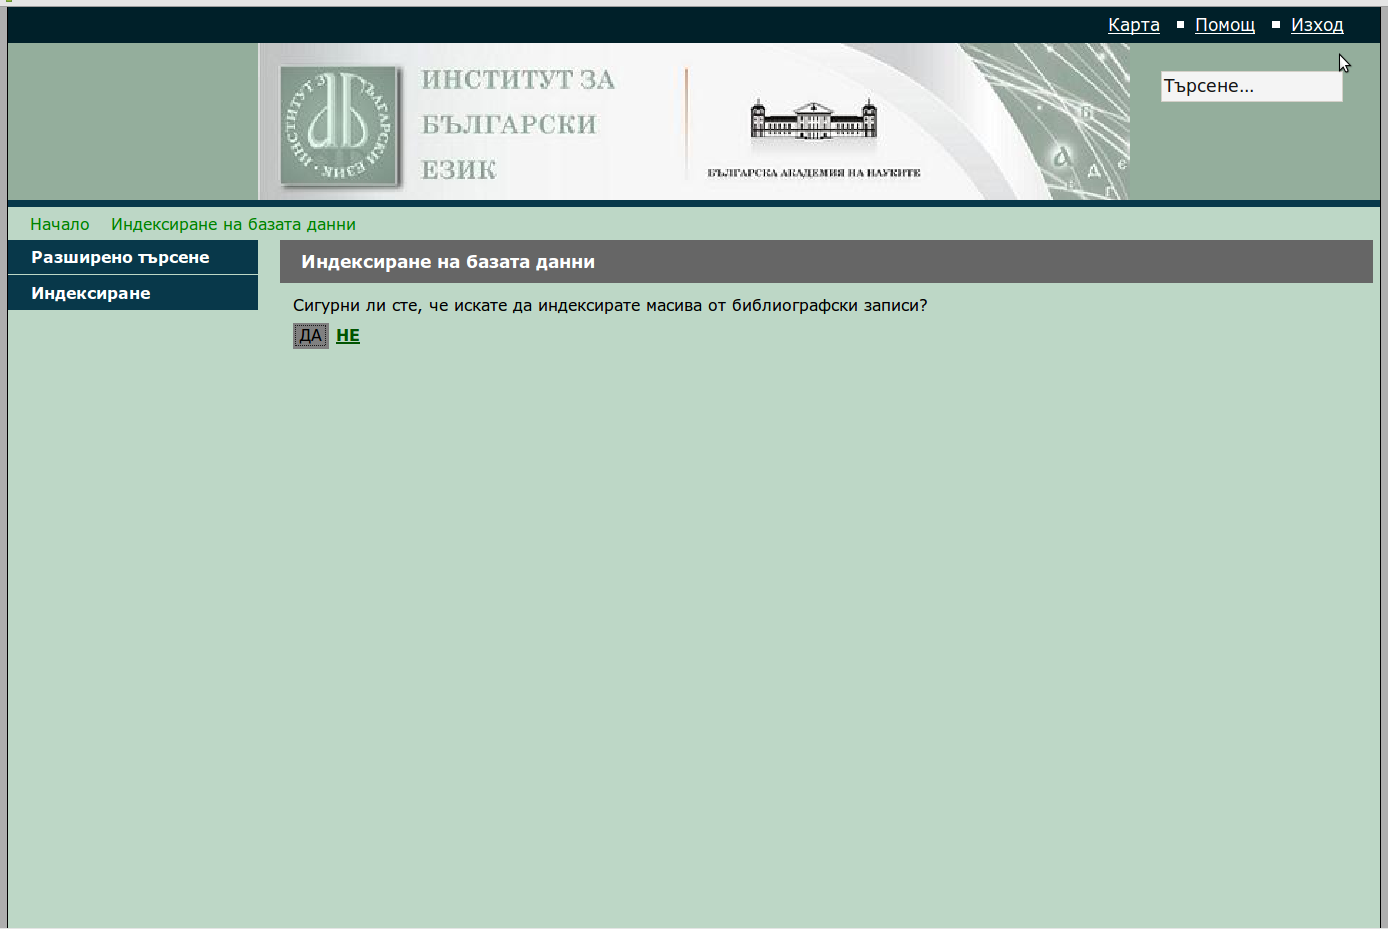 Карта Помощ Изход
ИНСТИТУТ ЗА БЪЛГАРСКИ ЕЗИК
ИНСТИТУТ ЗА
БЪЛГАРСКИ
ЕЗИК
БЪЛГАРСКА АКАДЕМИЯ НА НАУКИТЕ
Търсене...
Начало Индексиране на базата данни
Разширено търсене
Индексиране
Индексиране на базата данни
Сигурни ли сте, че искате да индексирате масива от библиографски записи?
ДА НЕ